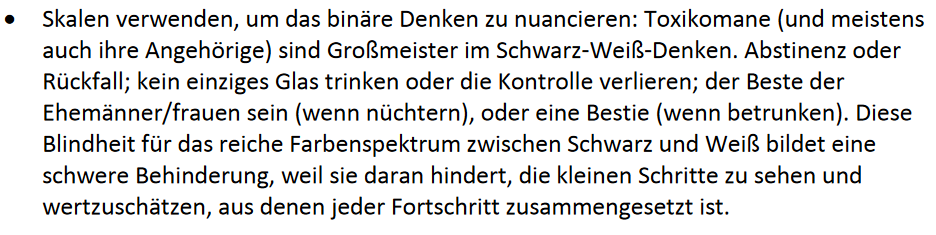 • Skalen verwenden, um das binäre Denken zu nuancieren: Toxikomane (und meistens
auch ihre Angehörige) sind Großmeister im Schwarz-Weiß-Denken. Abstinenz oder
Rückfall; kein einziges Glas trinken oder die Kontrolle verlieren; der Beste der
Ehemänner/frauen sein (wenn nüchtern), oder eine Bestie (wenn betrunken). Diese
Blindheit für das reiche Farbenspektrum zwischen Schwarz und Weiß bildet eine
schwere Behinderung, weil sie daran hindert, die kleinen Schritte zu sehen und
wertzuschätzen, aus denen jeder Fortschritt zusammengesetzt ist.